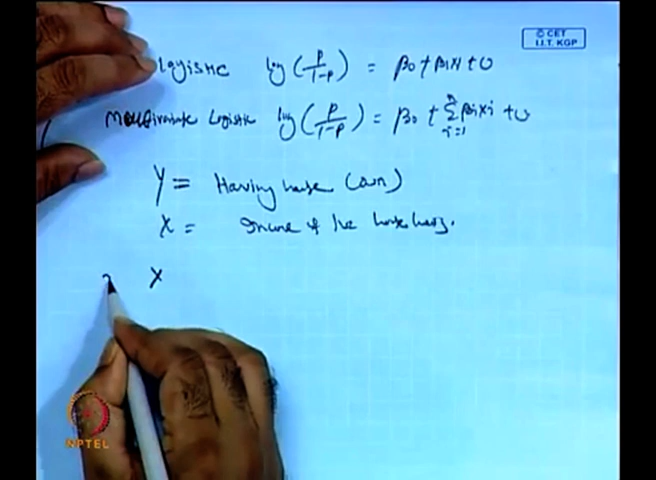 © CET
I.I.T. KGP
Logistic log(p/1-p) = β0 + β1x1 + U
Multivariate Logistic log(p/1-p) = β0 + n∑i=1 βixi + U
Y = Having house (own)
X = Income of the households.
X
NPTEL